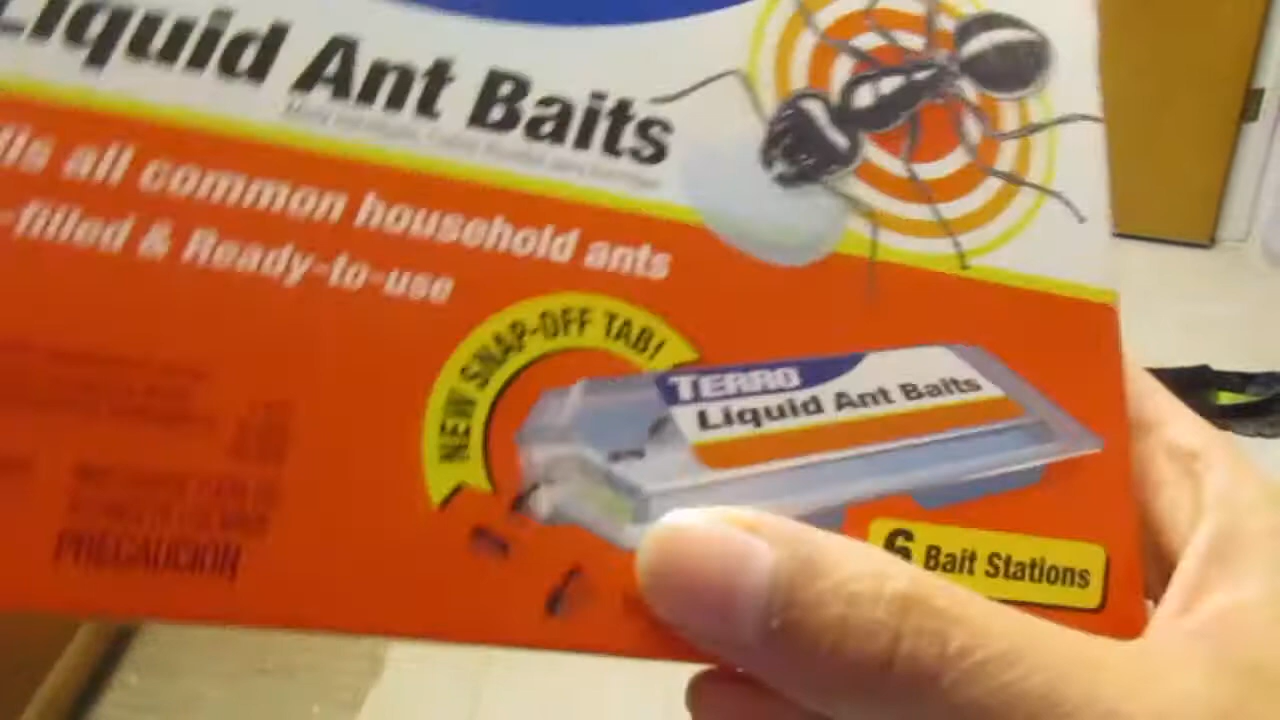 Liquid Ant Baits
all common household ants
-filled & Ready-to-use
NEW SNAP-OFF TAB!
TERRO
Liquid Ant Baits
6 Bait Stations
PRECAUCION